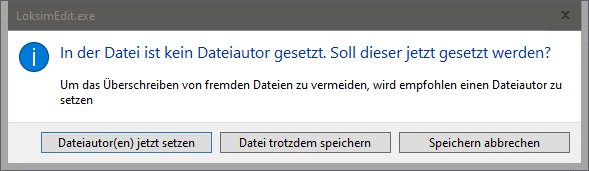 LoksimEdit.exe
In der Datei ist kein Dateiautor gesetzt. Soll dieser jetzt gesetzt werden?
Um das Überschreiben von fremden Dateien zu vermeiden, wird empfohlen einen Dateiautor zu
setzen
Dateiautor(en) jetzt setzen Datei trotzdem speichern Speichern abbrechen